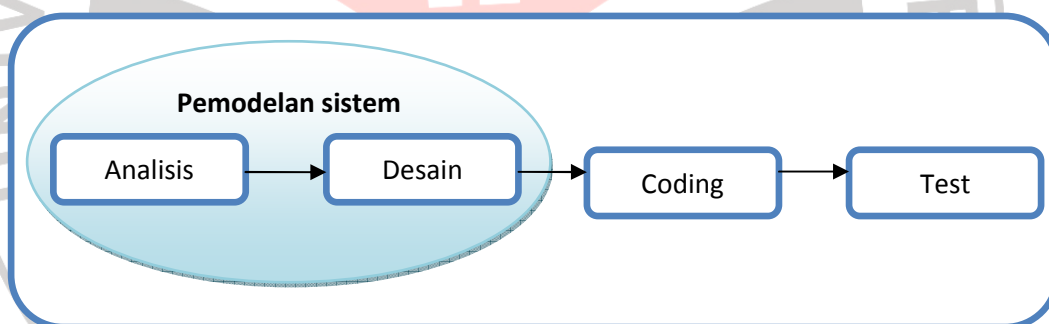 Pemodelan sistem
Analisis
Desain
Coding
Test